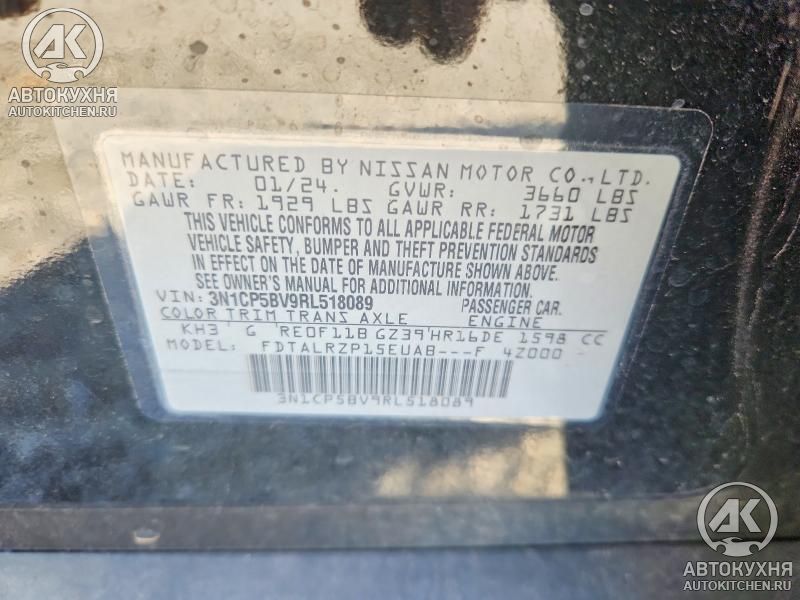 AK
АВТОКУХНЯ
AUTOKITCHEN.RU
MANUFACTURED BY NISSAN MOTOR CO.,LTD.
DATE: 01/24. GVWR: 3660 LBS
GAWR FR: 1929 LBS GAWR RR: 1731 LBS
THIS VEHICLE CONFORMS TO ALL APPLICABLE FEDERAL MOTOR
VEHICLE SAFETY, BUMPER AND THEFT PREVENTION STANDARDS
IN EFFECT ON THE DATE OF MANUFACTURE SHOWN ABOVE.
SEE OWNER'S MANUAL FOR ADDITIONAL INFORMATION.
VIN: 3N1CP5BV9RL518089 PASSENGER CAR.
COLOR TRIM TRANS AXLE ENGINE
KH3 G RE0F11B GZ39 HR16DE 1598 CC
MODEL: FDTALRZP15EUAB---F 4Z000 -
3N1CP5BV9RL518089
AK
АВТОКУХНЯ
AUTOKITCHEN.RU